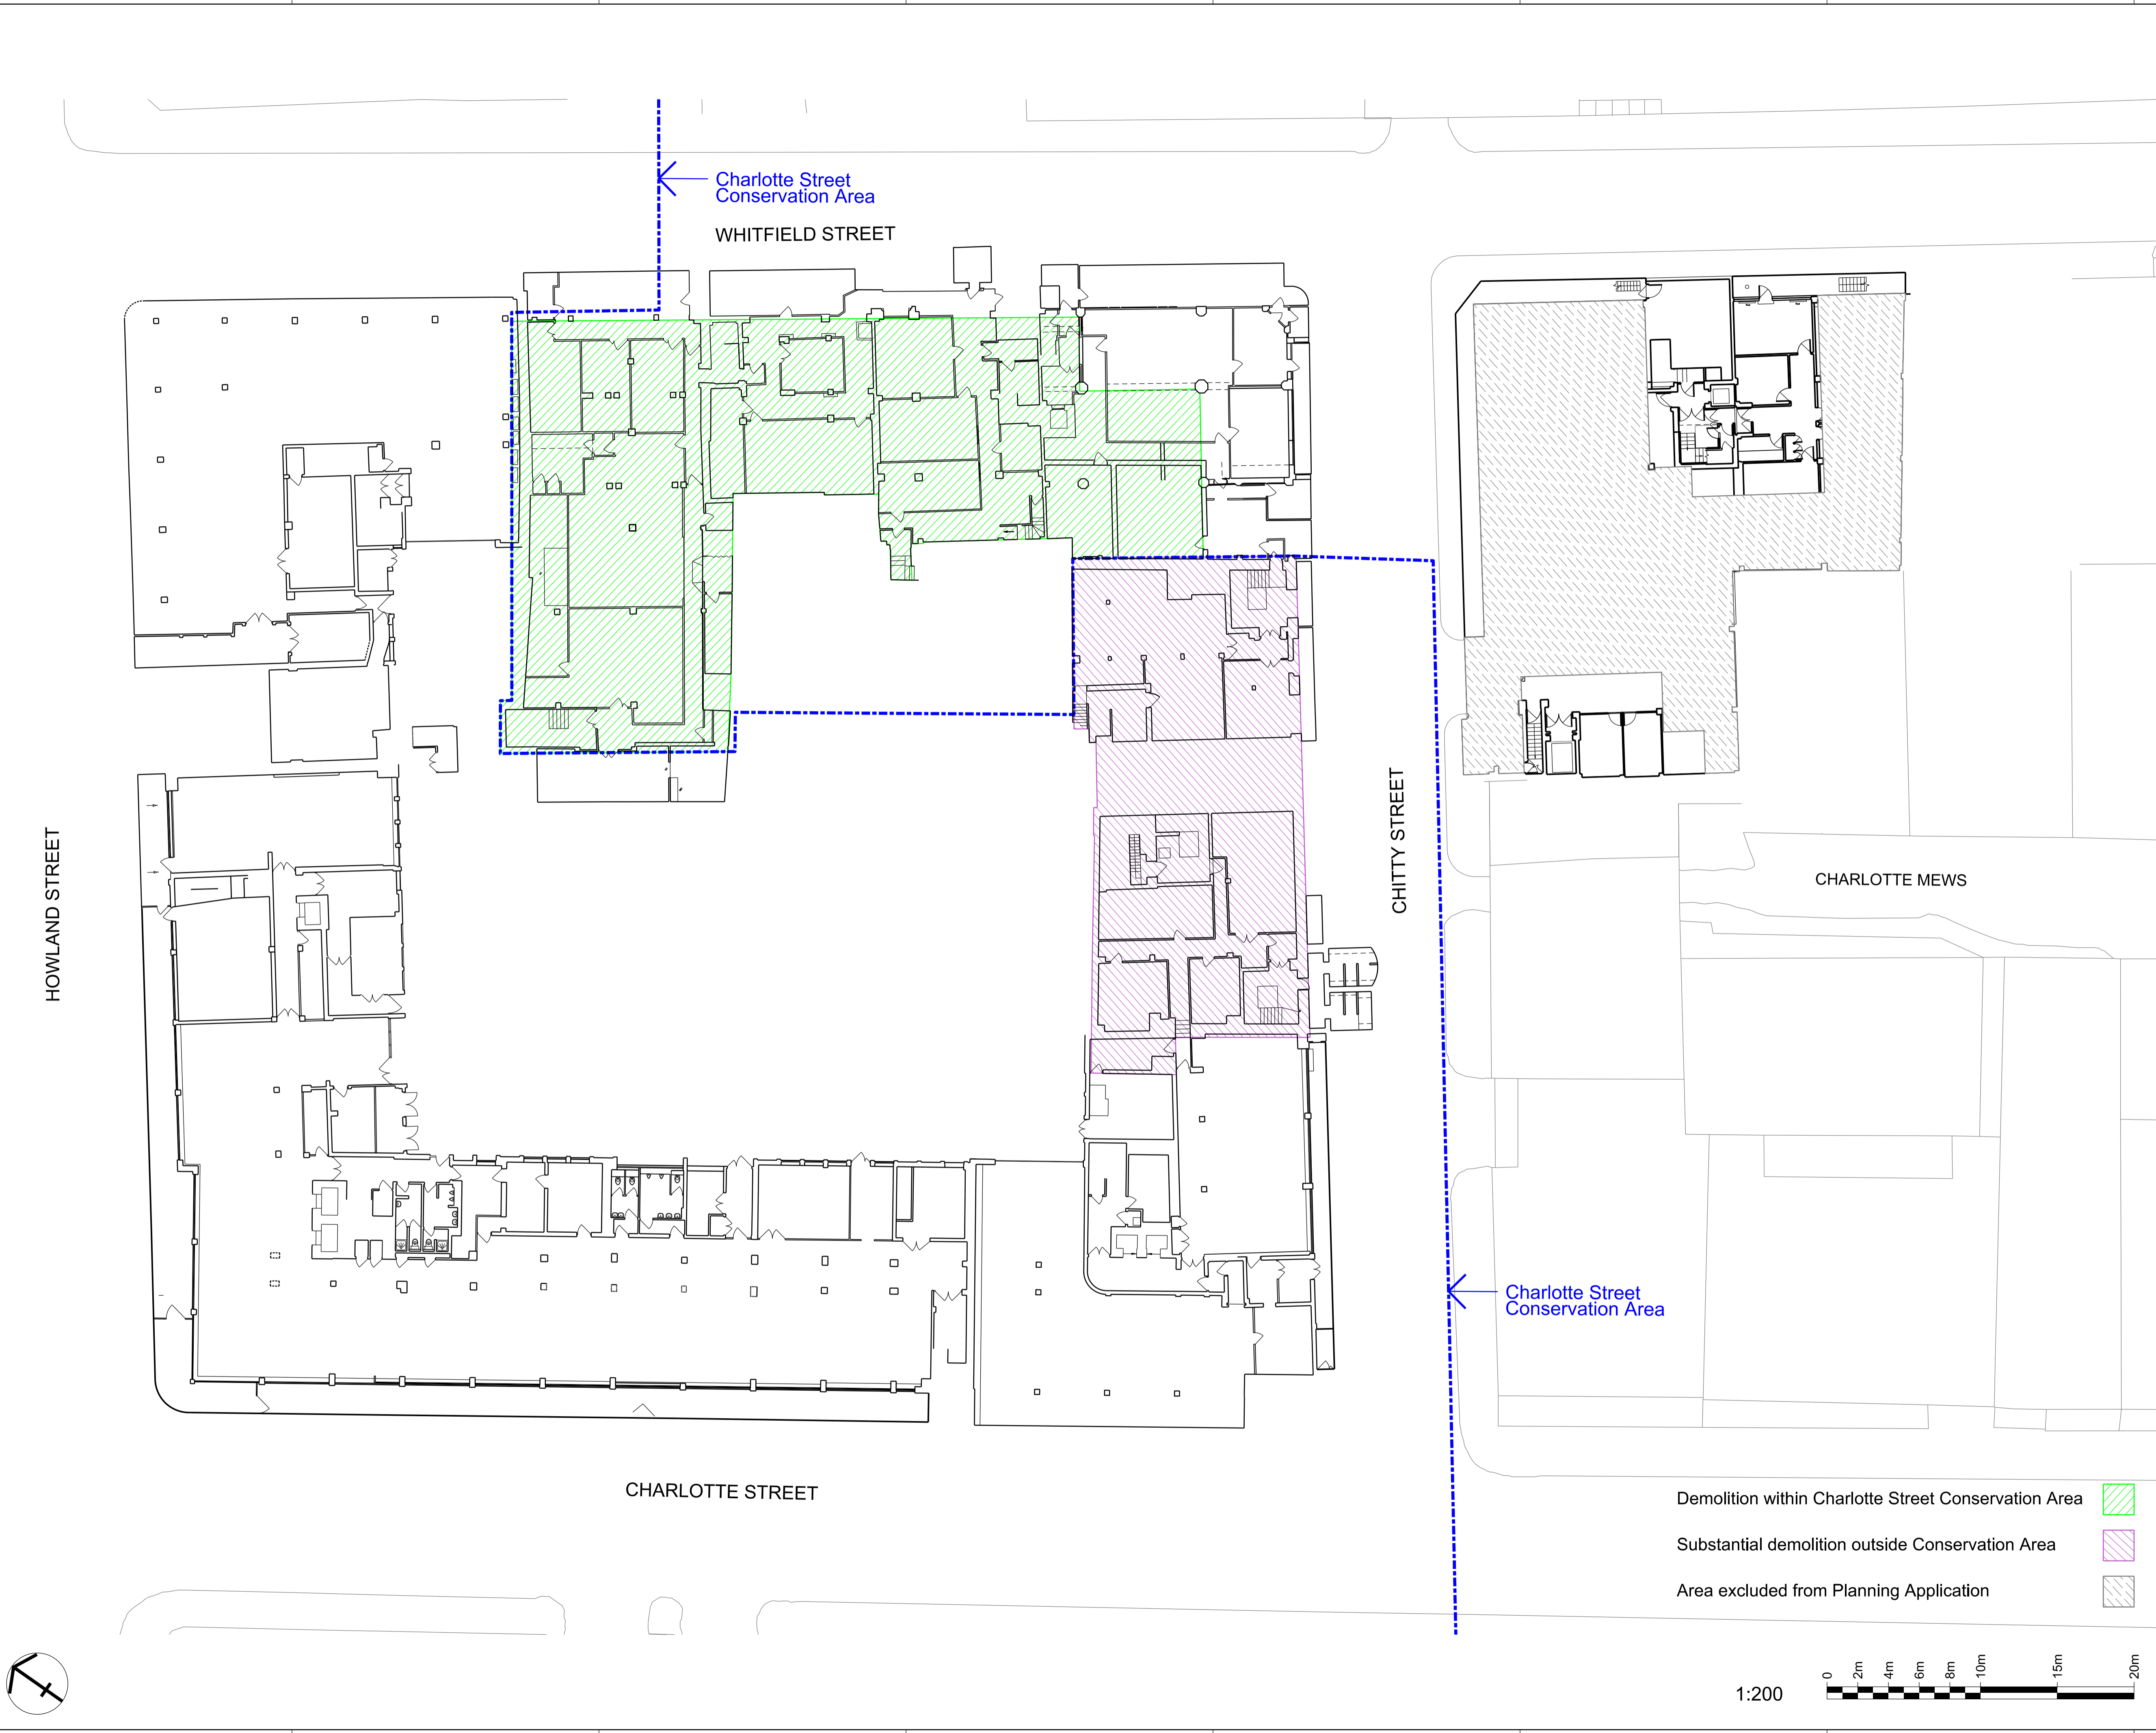 Charlotte Street
Conservation Area
WHITFIELD STREET
HOWLAND STREET
CHITTY STREET
CHARLOTTE MEWS
Charlotte Street
Conservation Area
CHARLOTTE STREET
Demolition within Charlotte Street Conservation Area
Substantial demolition outside Conservation Area
Area excluded from Planning Application
1:200
0 2m 4m 6m 8m 10m 15m 20m